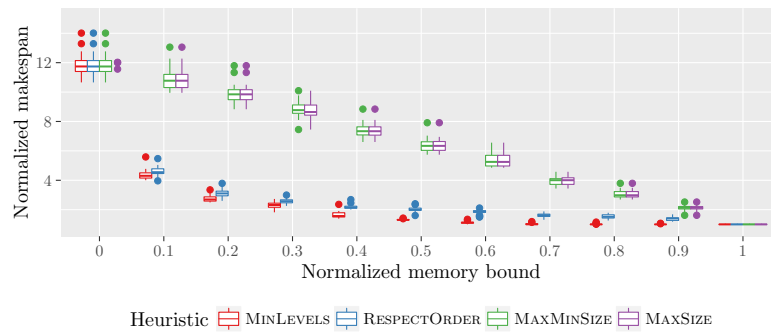 Normalized makespan
12
8
4
0 0.1 0.2 0.3 0.4 0.5 0.6 0.7 0.8 0.9 1
Normalized memory bound
Heuristic MINLEVELS RESPECTORDER MAXMINSIZE MAXSIZE